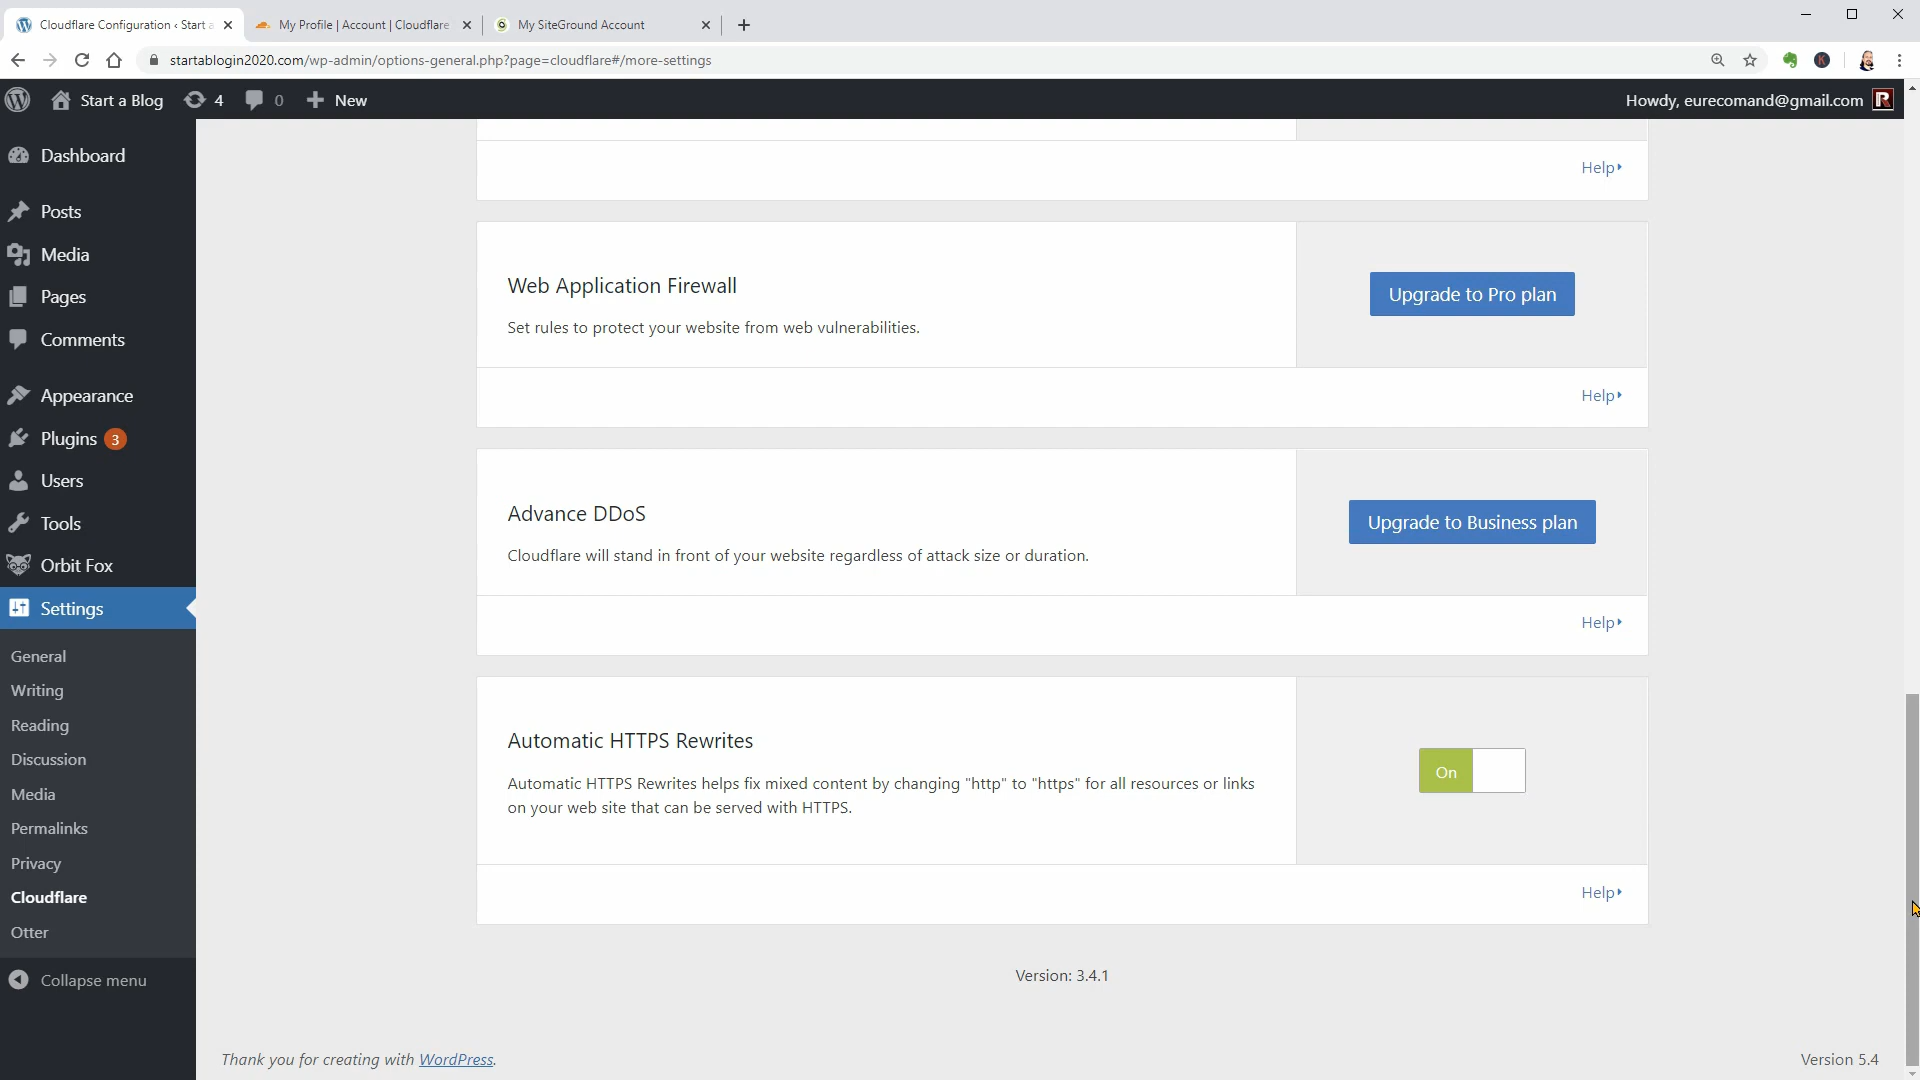 Cloudflare Configuration ‹ Start a
My Profile | Account | Cloudflare
My SiteGround Account
startablogin2020.com/wp-admin/options-general.php?page=cloudflare#/more-settings
Start a Blog
4
0
New
Howdy, eurecomand@gmail.com
Dashboard
Posts
Media
Pages
Comments
Appearance
Plugins 3
Users
Tools
Orbit Fox
Settings
General
Writing
Reading
Discussion
Media
Permalinks
Privacy
Cloudflare
Otter
Collapse menu
Help
Web Application Firewall
Set rules to protect your website from web vulnerabilities.
Upgrade to Pro plan
Help
Advance DDoS
Cloudflare will stand in front of your website regardless of attack size or duration.
Upgrade to Business plan
Help
Automatic HTTPS Rewrites
Automatic HTTPS Rewrites helps fix mixed content by changing "http" to "https" for all resources or links
on your web site that can be served with HTTPS.
On
Help
Version: 3.4.1
Thank you for creating with WordPress.
Version 5.4